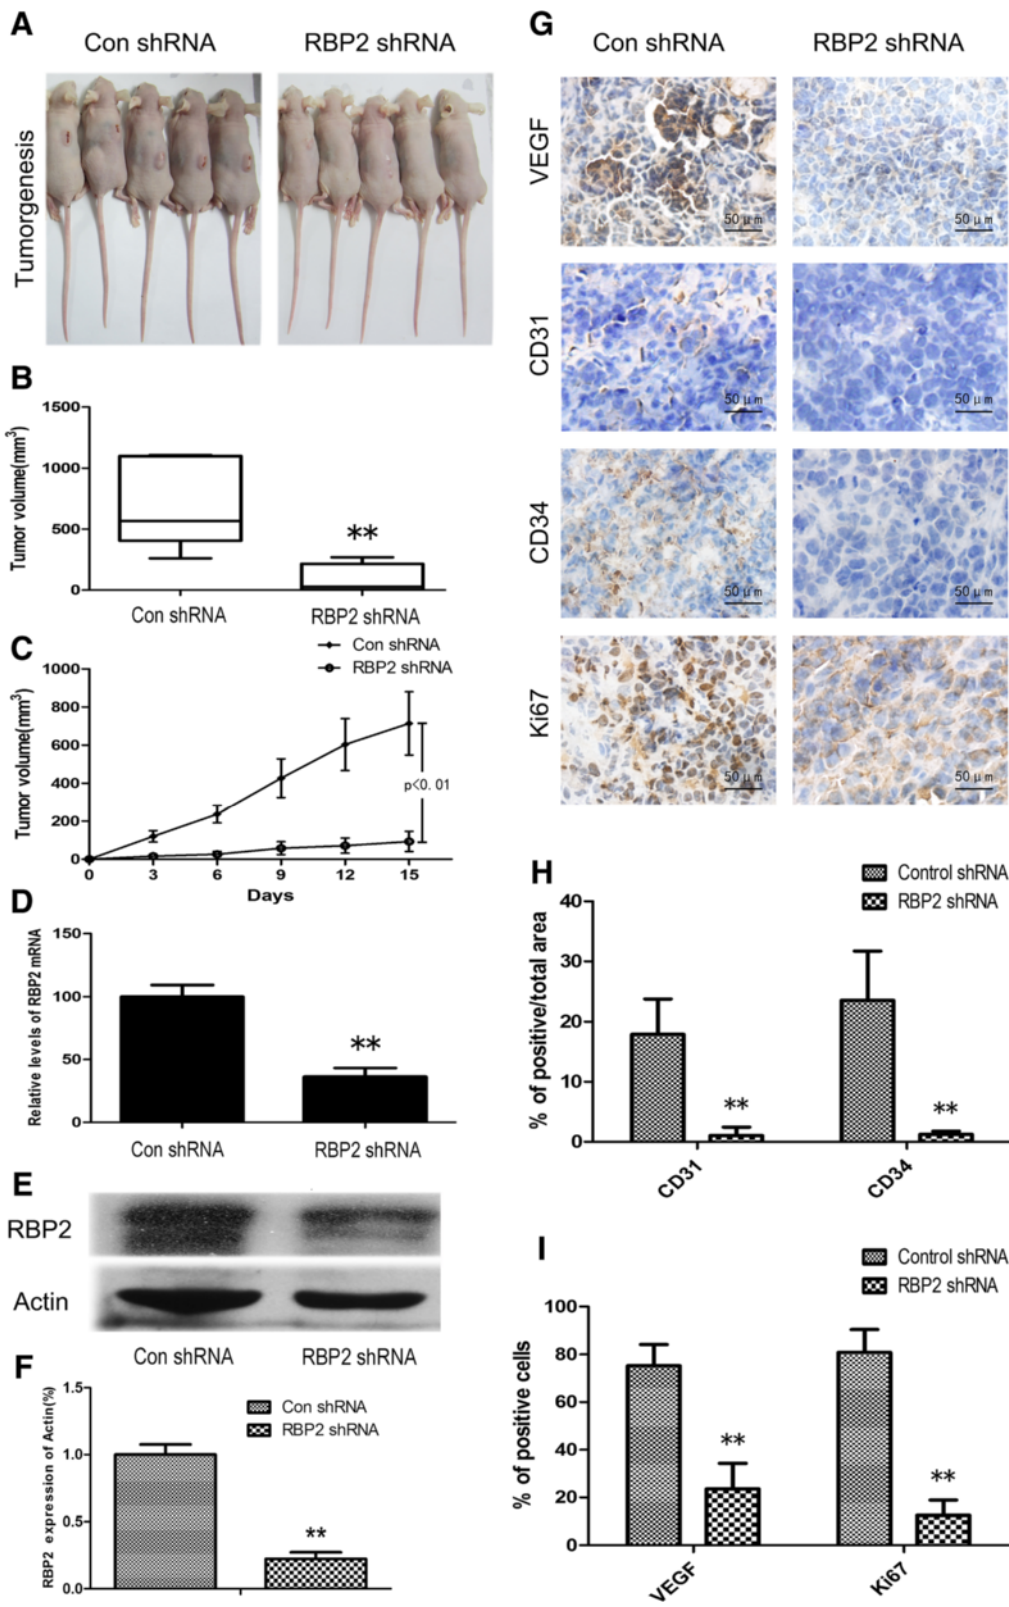 A
Con shRNA
RBP2 shRNA
Tumorgenesis
B
Tumor volume(mm³)
1500
1000
500
0
**
Con shRNA
RBP2 shRNA
C
Con shRNA
RBP2 shRNA
Tumor volume(mm³)
1000
800
600
400
200
0
p<0.01
0 3 6 9 12 15
Days
D
Relative levels of RBP2 mRNA
150
100
50
0
**
Con shRNA
RBP2 shRNA
E
RBP2
Actin
Con shRNA
RBP2 shRNA
F
RBP2 expression of Actin(%)
1.5
1.0
0.5
0.0
Con shRNA
RBP2 shRNA
**
G
Con shRNA
RBP2 shRNA
VEGF
50 μm
50 μm
CD31
50 μm
50 μm
CD34
50 μm
50 μm
Ki67
50 μm
50 μm
H
Control shRNA
RBP2 shRNA
% of positive/total area
40
30
20
10
0
**
**
CD31
CD34
I
Control shRNA
RBP2 shRNA
% of positive cells
100
80
60
40
20
0
**
**
VEGF
Ki67